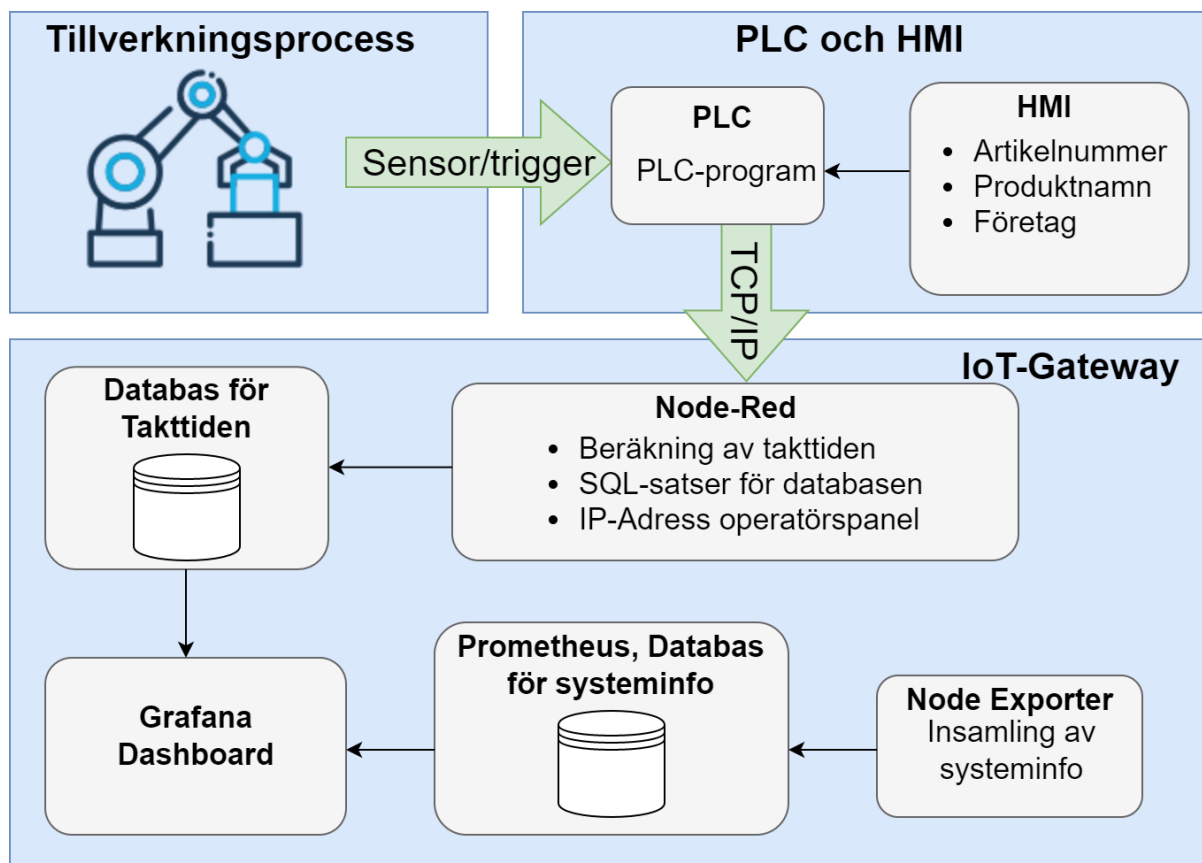 Tillverkningsprocess
Sensor/trigger
PLC och HMI
PLC
PLC-program
HMI
• Artikelnummer
• Produktnamn
• Företag
TCP/IP
IoT-Gateway
Databas för
Takttiden
Node-Red
• Beräkning av takttiden
• SQL-satser för databasen
• IP-Adress operatörspanel
Grafana
Dashboard
Prometheus, Databas
för systeminfo
Node Exporter
Insamling av
systeminfo